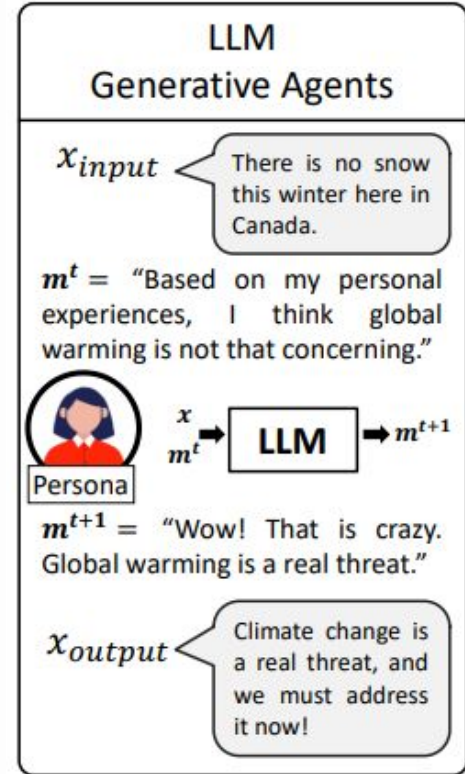 LLM
Generative Agents
x_input
There is no snow
this winter here in
Canada.
m^t = “Based on my personal
experiences, I think global
warming is not that concerning.”
x
m^t
LLM
m^{t+1}
Persona
m^{t+1} = “Wow! That is crazy.
Global warming is a real threat.”
x_output
Climate change is
a real threat, and
we must address
it now!